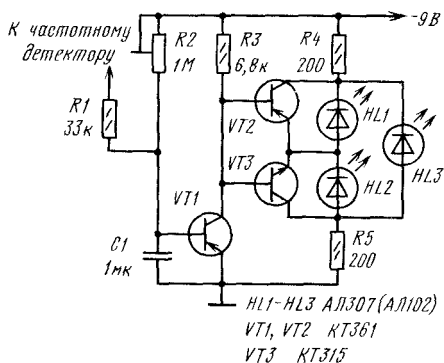 К частотному
детектору
-9В
R1
33к
R2
1М
R3
6,8к
R4
200
VT2
HL1
VT3
HL2
HL3
VT1
C1
1мк
R5
200
HL1-HL3 АЛ307(АЛ102)
VT1, VT2 КТ361
VT3 КТ315